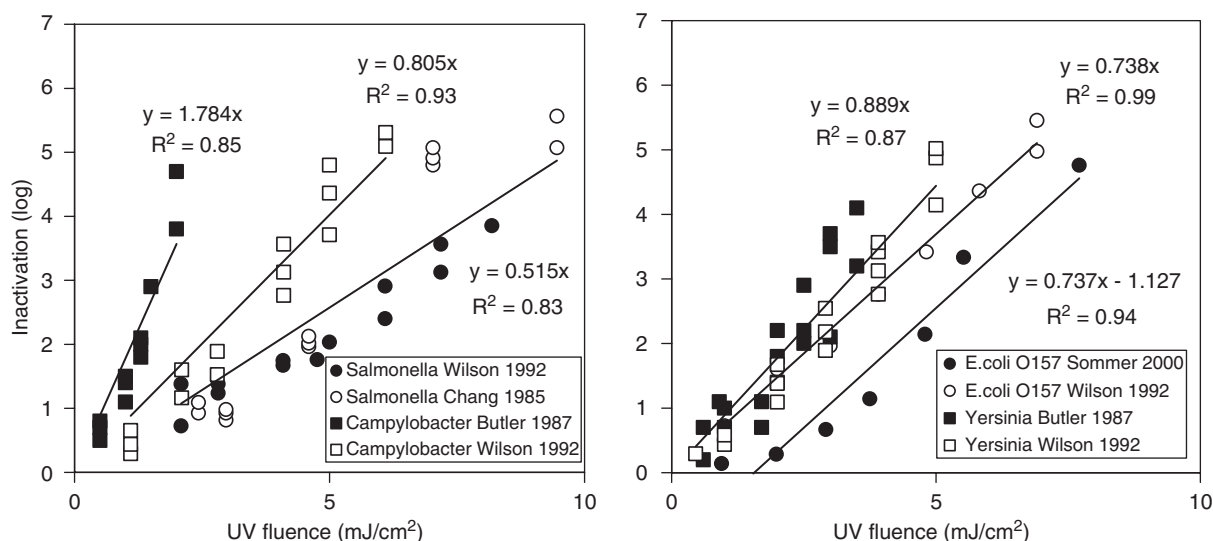 7
6
5
4
3
2
1
0
Inactivation (log)
y = 1.784x
R² = 0.85
y = 0.805x
R² = 0.93
y = 0.515x
R² = 0.83
Salmonella Wilson 1992
Salmonella Chang 1985
Campylobacter Butler 1987
Campylobacter Wilson 1992
0 5 10
UV fluence (mJ/cm²)
7
6
5
4
3
2
1
0
y = 0.889x
R² = 0.87
y = 0.738x
R² = 0.99
y = 0.737x - 1.127
R² = 0.94
E.coli O157 Sommer 2000
E.coli O157 Wilson 1992
Yersinia Butler 1987
Yersinia Wilson 1992
0 5 10
UV fluence (mJ/cm²)